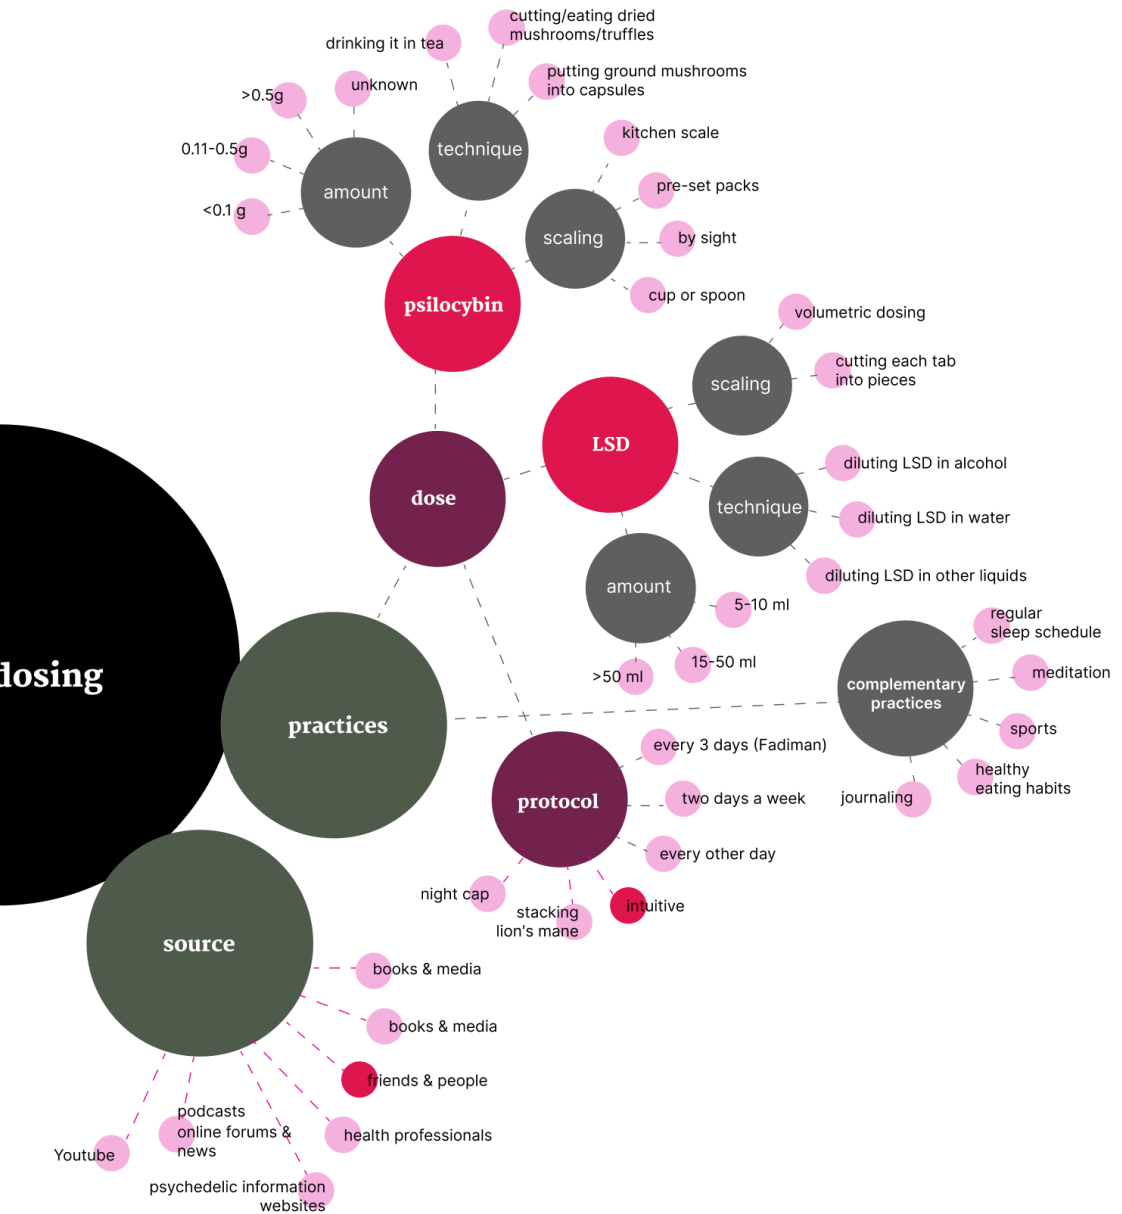 cutting/eating dried
mushrooms/truffles
drinking it in tea
putting ground mushrooms
into capsules
unknown
>0.5g
0.11-0.5g
<0.1 g
amount
technique
kitchen scale
pre-set packs
scaling
by sight
cup or spoon
psilocybin
volumetric dosing
cutting each tab
into pieces
scaling
LSD
dose
diluting LSD in alcohol
technique
diluting LSD in water
diluting LSD in other liquids
amount
5-10 ml
15-50 ml
>50 ml
regular
sleep schedule
meditation
complementary
practices
sports
healthy
eating habits
journaling
dosing
practices
every 3 days (Fadiman)
two days a week
protocol
every other day
night cap
stacking
lion's mane
intuitive
source
books & media
books & media
friends & people
health professionals
podcasts
online forums &
news
Youtube
psychedelic information
websites